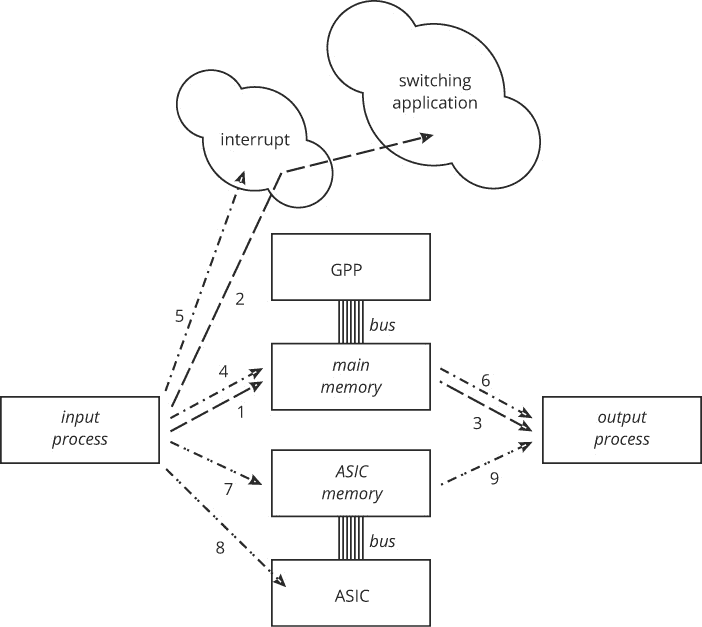 switching
application
interrupt
GPP
2
5
bus
main
memory
4
1
6
3
input
process
output
process
ASIC
memory
7
9
bus
8
ASIC